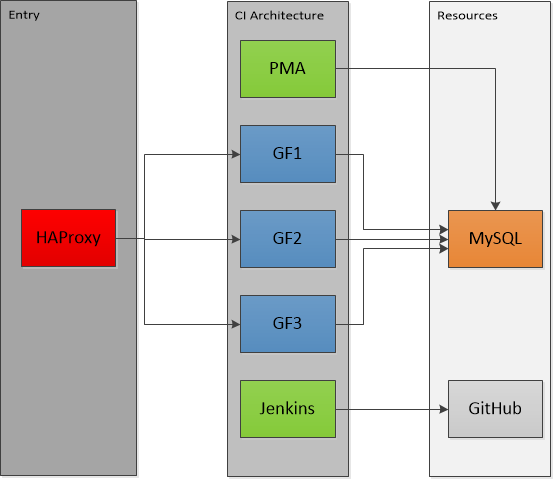 Entry
CI Architecture
Resources
PMA
GF1
HAProxy
GF2
MySQL
GF3
Jenkins
GitHub